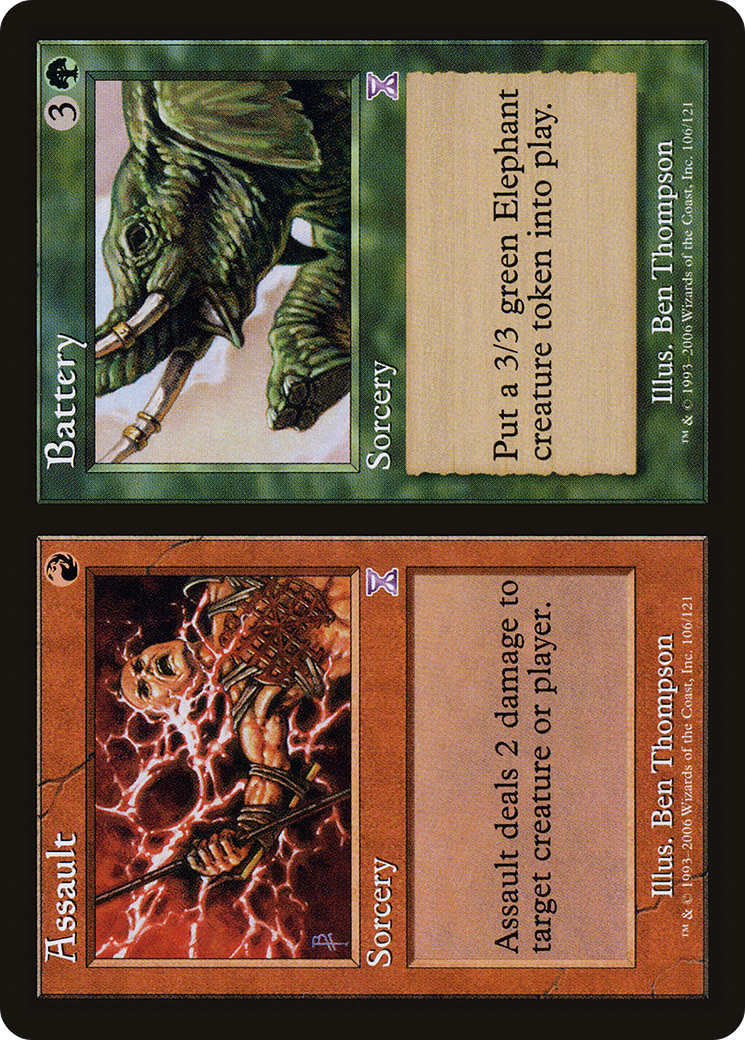 Assault
Sorcery
Assault deals 2 damage to
target creature or player.
Illus. Ben Thompson
™ & © 1993–2006 Wizards of the Coast, Inc. 106/121
Battery
3
Sorcery
Put a 3/3 green Elephant
creature token into play.
Illus. Ben Thompson
™ & © 1993–2006 Wizards of the Coast, Inc. 106/121